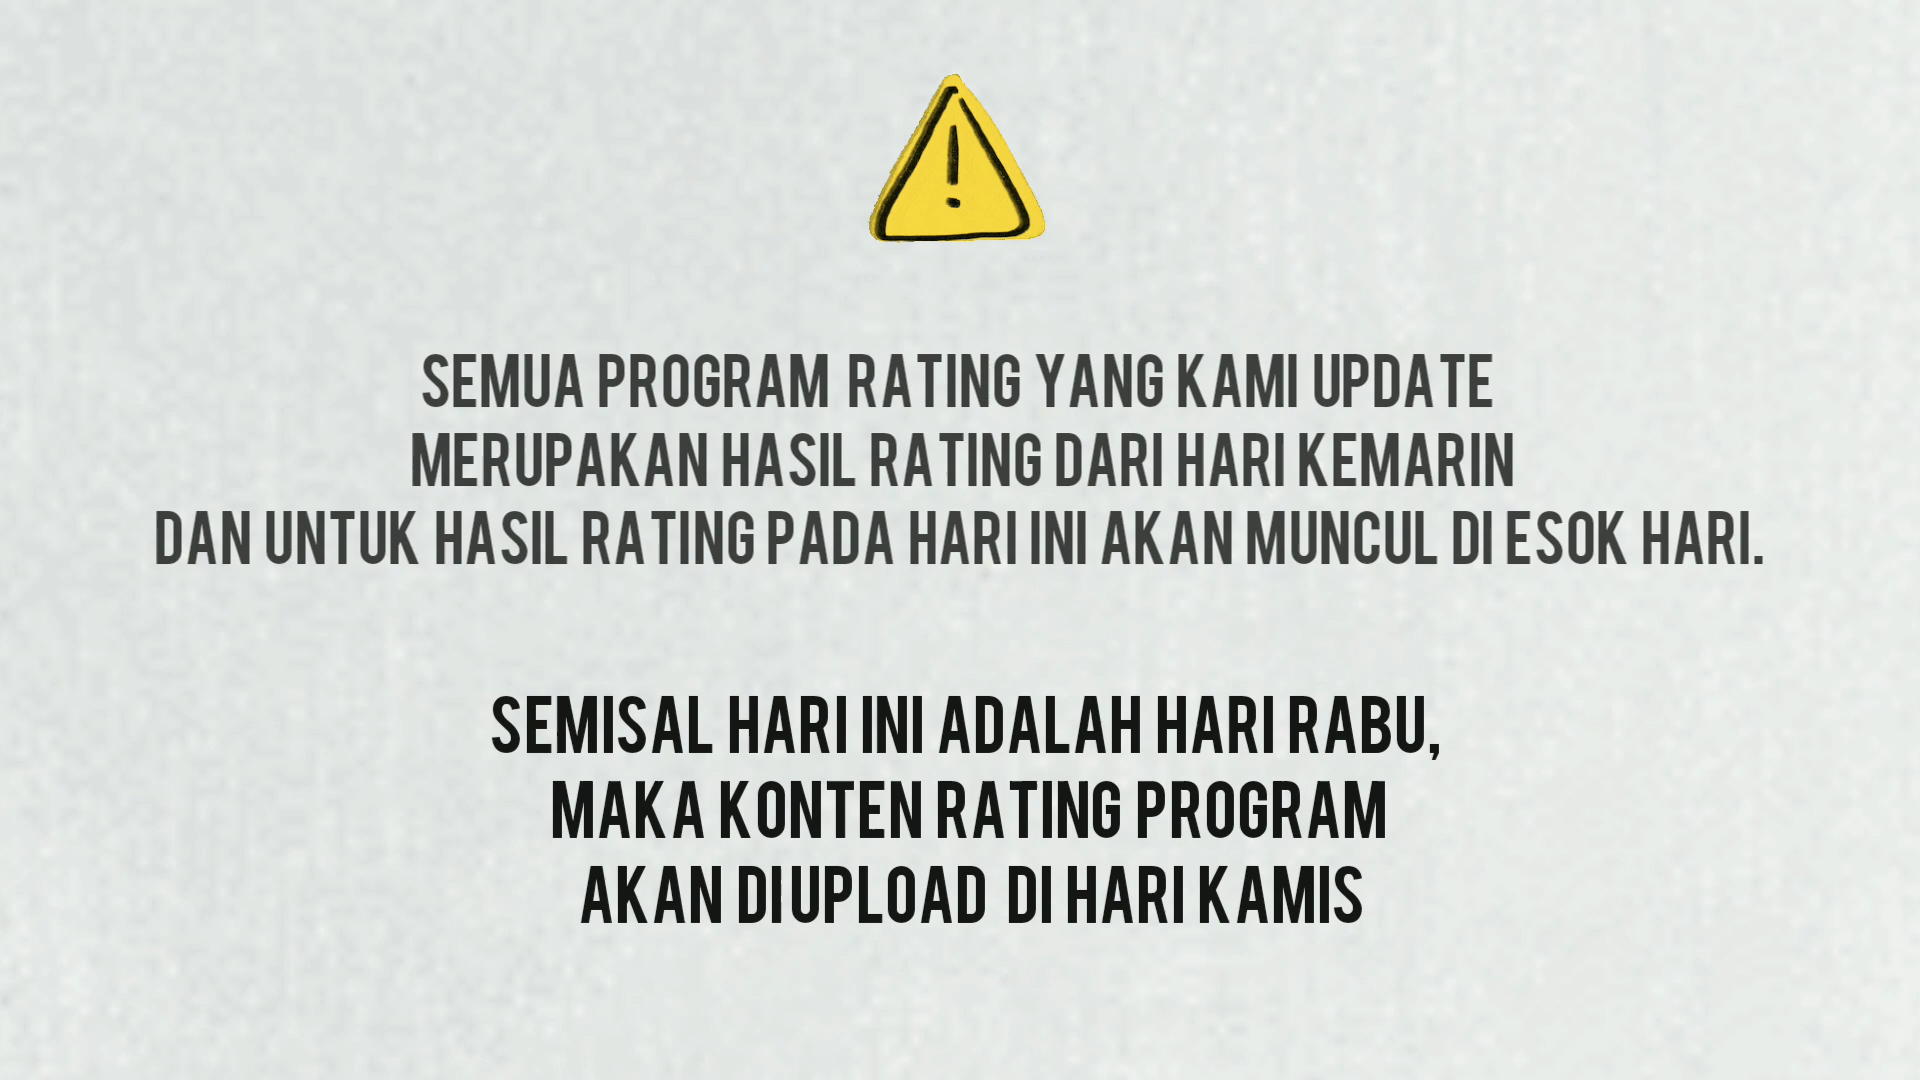 SEMUA PROGRAM RATING YANG KAMI UPDATE
MERUPAKAN HASIL RATING DARI HARI KEMARIN
DAN UNTUK HASIL RATING PADA HARI INI AKAN MUNCUL DI ESOK HARI.
SEMISAL HARI INI ADALAH HARI RABU,
MAKA KONTEN RATING PROGRAM
AKAN DIUPLOAD DI HARI KAMIS